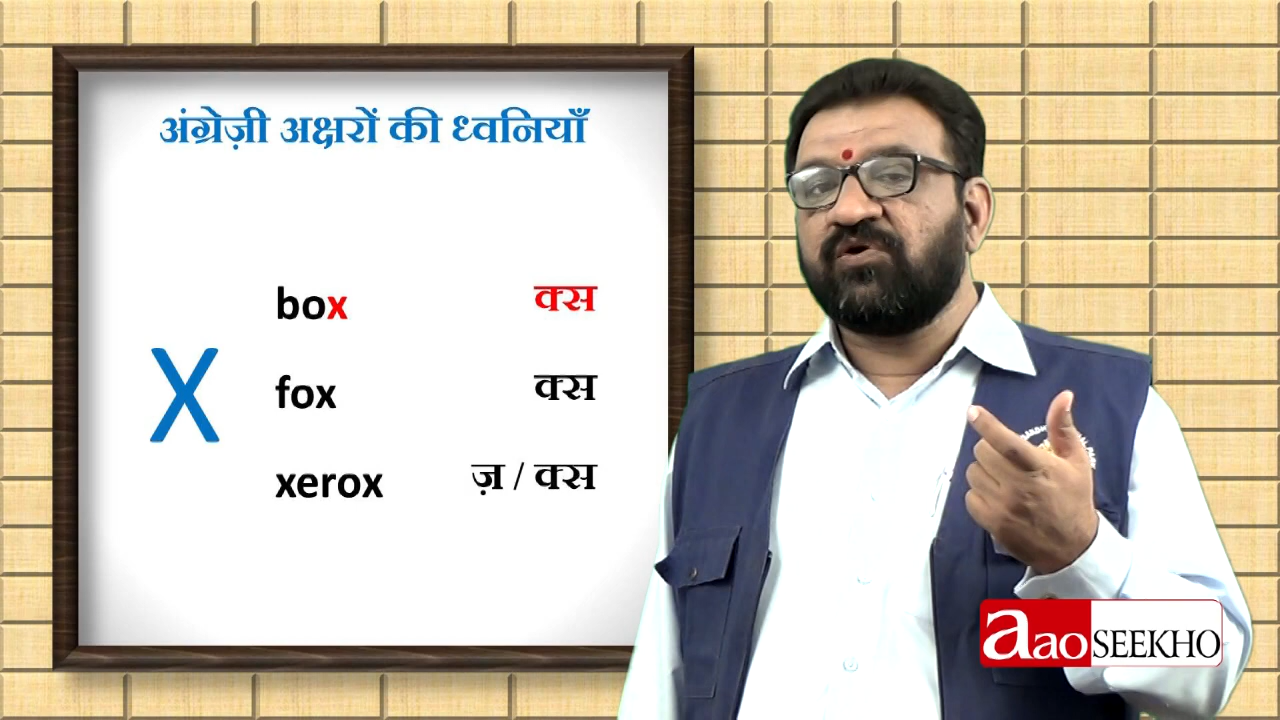 अंग्रेज़ी अक्षरों की ध्वनियाँ
X
box क्स
fox क्स
xerox ज़ / क्स
aao SEEKHO